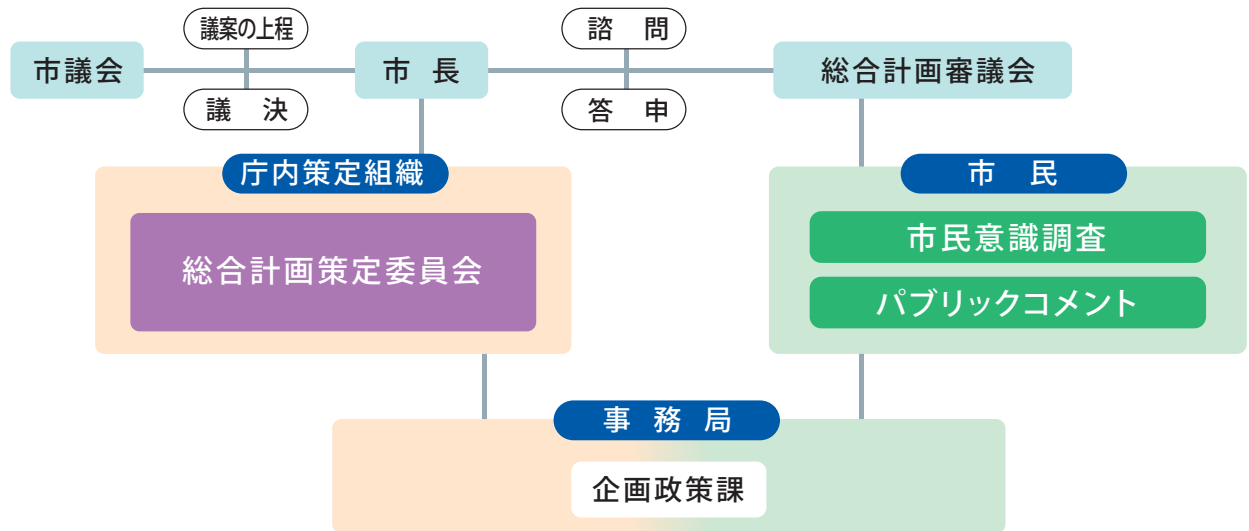 議案の上程
諮問
市議会
市長
総合計画審議会
議決
答申
庁内策定組織
市民
総合計画策定委員会
市民意識調査
パブリックコメント
事務局
企画政策課